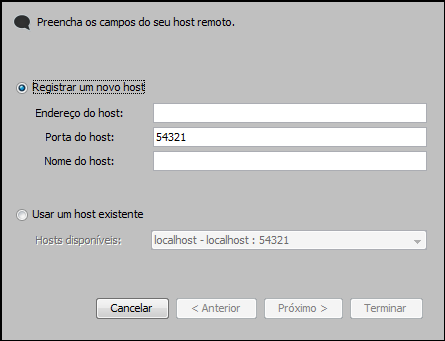 Preencha os campos do seu host remoto.
Registrar um novo host
Endereço do host:
Porta do host: 54321
Nome do host:
Usar um host existente
Hosts disponíveis: localhost - localhost : 54321
Cancelar < Anterior Próximo > Terminar